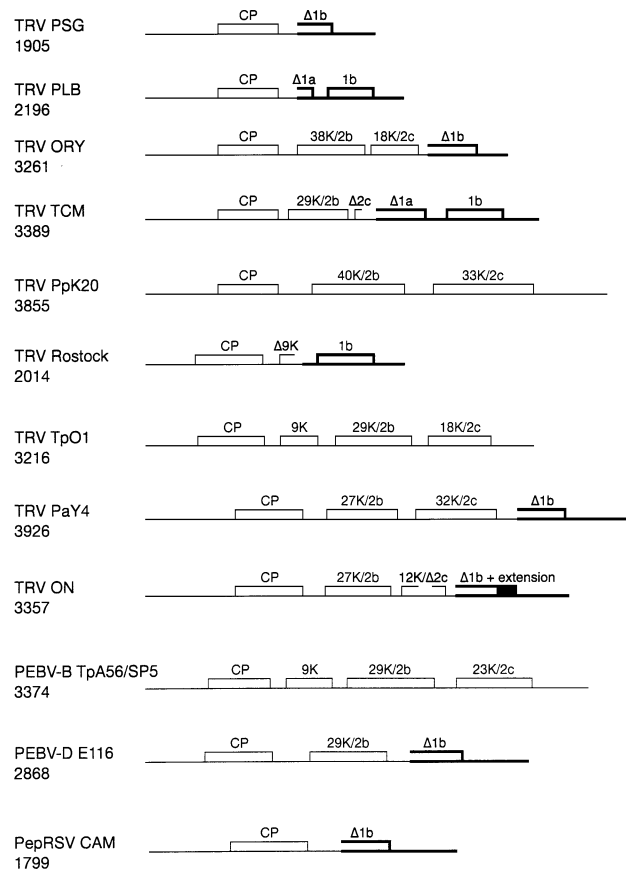 CP Δ1b
TRV PSG
1905
CP Δ1a 1b
TRV PLB
2196
CP 38K/2b 18K/2c Δ1b
TRV ORY
3261
CP 29K/2b Δ2c Δ1a 1b
TRV TCM
3389
CP 40K/2b 33K/2c
TRV PpK20
3855
CP Δ9K 1b
TRV Rostock
2014
CP 9K 29K/2b 18K/2c
TRV TpO1
3216
CP 27K/2b 32K/2c Δ1b
TRV PaY4
3926
CP 27K/2b 12K/Δ2c Δ1b + extension
TRV ON
3357
CP 9K 29K/2b 23K/2c
PEBV-B TpA56/SP5
3374
CP 29K/2b Δ1b
PEBV-D E116
2868
CP Δ1b
PepRSV CAM
1799